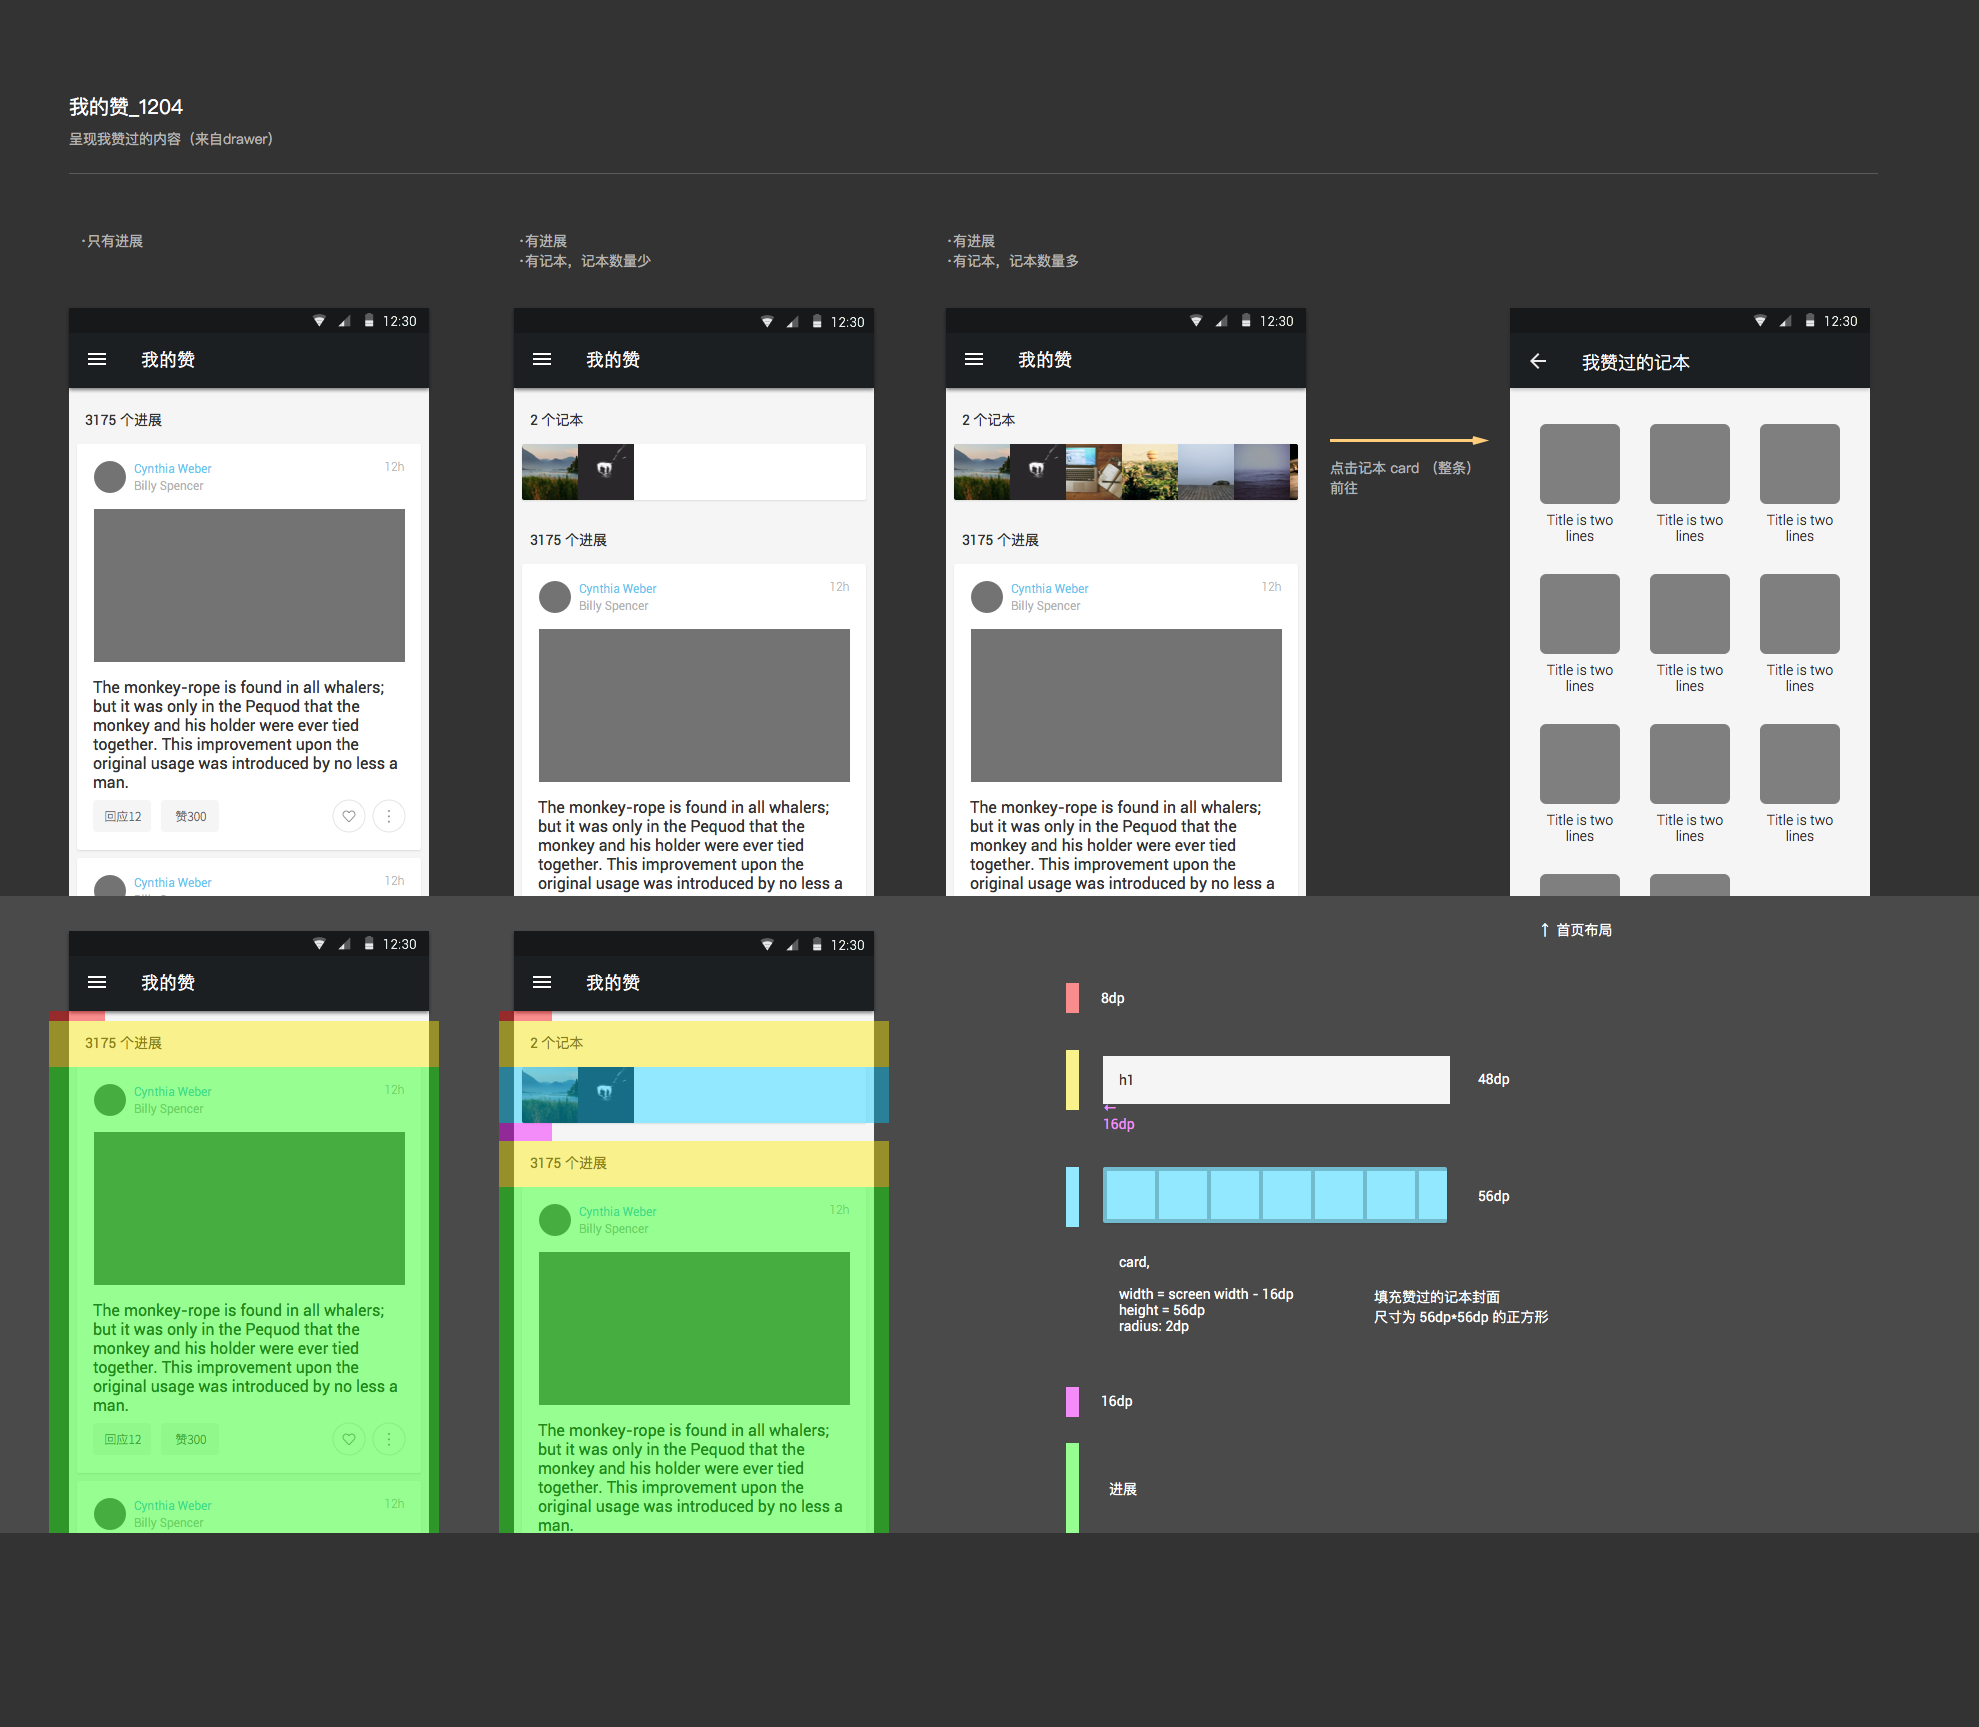 我的赞_1204
呈现我赞过的内容（来自drawer）
·只有进展
·有进展
·有记本，记本数量少
·有进展
·有记本，记本数量多
12:30
我的赞
3175 个进展
Cynthia Weber
12h
Billy Spencer
The monkey-rope is found in all whalers;
but it was only in the Pequod that the
monkey and his holder were ever tied
together. This improvement upon the
original usage was introduced by no less a
man.
回应12
赞300
Cynthia Weber
12h
12:30
我的赞
2 个记本
3175 个进展
Cynthia Weber
12h
Billy Spencer
The monkey-rope is found in all whalers;
but it was only in the Pequod that the
monkey and his holder were ever tied
together. This improvement upon the
original usage was introduced by no less a
12:30
我的赞
2 个记本
3175 个进展
Cynthia Weber
12h
Billy Spencer
The monkey-rope is found in all whalers;
but it was only in the Pequod that the
monkey and his holder were ever tied
together. This improvement upon the
original usage was introduced by no less a
点击记本 card （整条）
前往
12:30
我赞过的记本
Title is two
lines
Title is two
lines
Title is two
lines
Title is two
lines
Title is two
lines
Title is two
lines
Title is two
lines
Title is two
lines
Title is two
lines
↑ 首页布局
12:30
我的赞
3175 个进展
Cynthia Weber
12h
Billy Spencer
The monkey-rope is found in all whalers;
but it was only in the Pequod that the
monkey and his holder were ever tied
together. This improvement upon the
original usage was introduced by no less a
man.
回应12
赞300
Cynthia Weber
12h
Billy Spencer
12:30
我的赞
2 个记本
3175 个进展
Cynthia Weber
12h
Billy Spencer
The monkey-rope is found in all whalers;
but it was only in the Pequod that the
monkey and his holder were ever tied
together. This improvement upon the
original usage was introduced by no less a
man.
8dp
h1
48dp
←
16dp
56dp
card,
width = screen width - 16dp
height = 56dp
radius: 2dp
填充赞过的记本封面
尺寸为 56dp*56dp 的正方形
16dp
进展